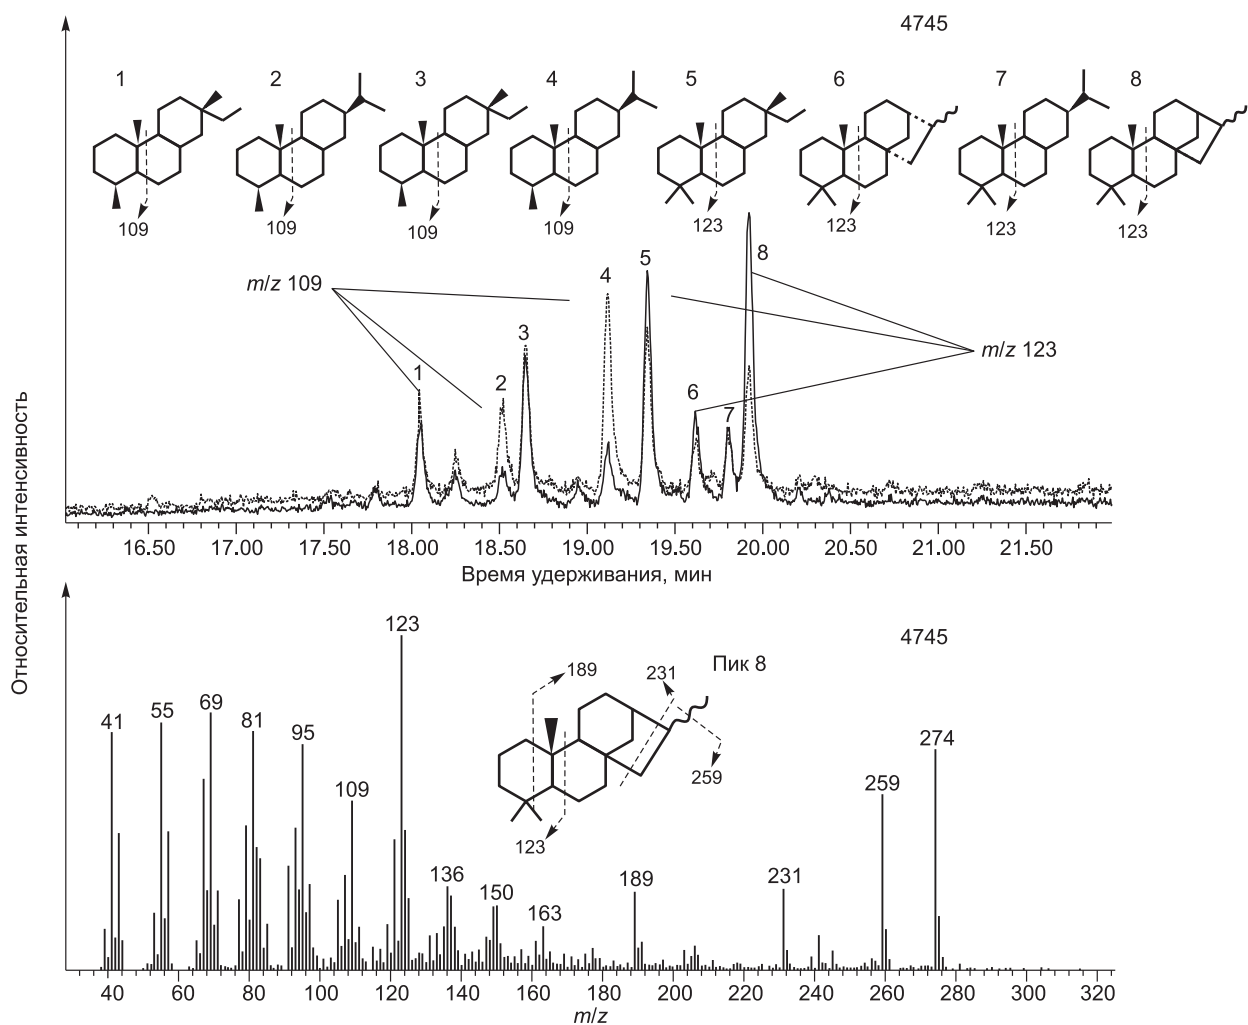 4745
1 2 3 4 5 6 7 8
109 109 109 109 123 123 123 123
m/z 109
1 2 3 4 5 6 7 8
m/z 123
Относительная интенсивность
16.50 17.00 17.50 18.00 18.50 19.00 19.50 20.00 20.50 21.00 21.50
Время удерживания, мин
4745
Пик 8
189 231
259
123
41 55 69 81 95 109 123 136 150 163 189 231 259 274
40 60 80 100 120 140 160 180 200 220 240 260 280 300 320
m/z